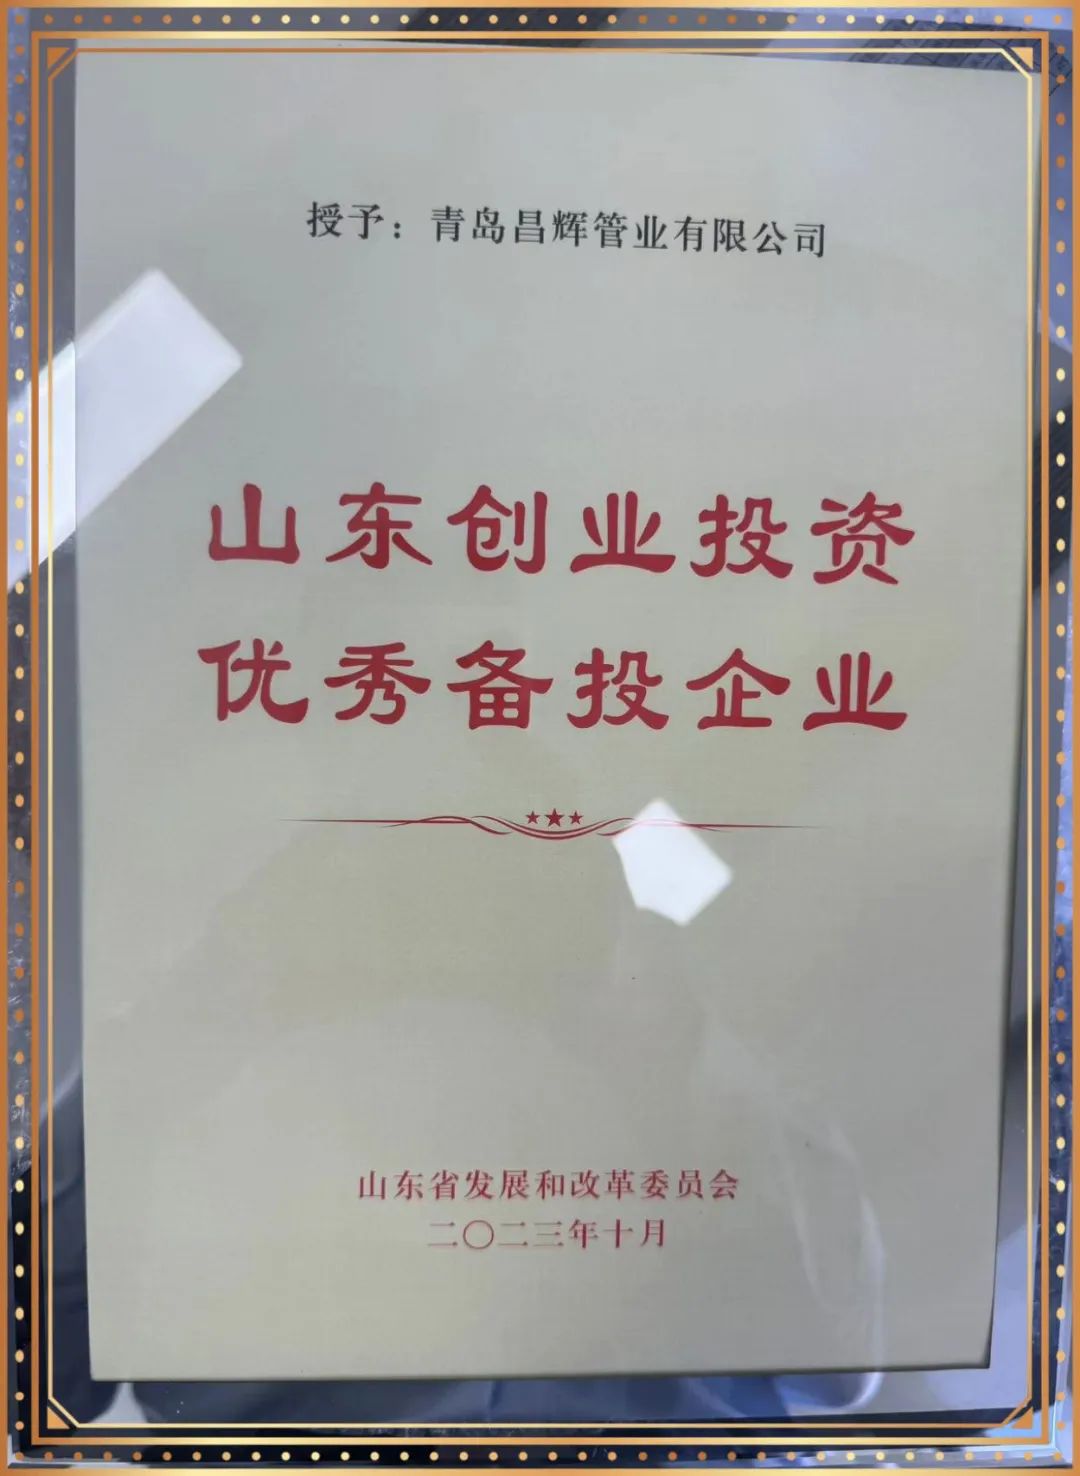 授予：青岛昌辉管业有限公司
山东创业投资
优秀备投企业
山东省发展和改革委员会
二〇二三年十月